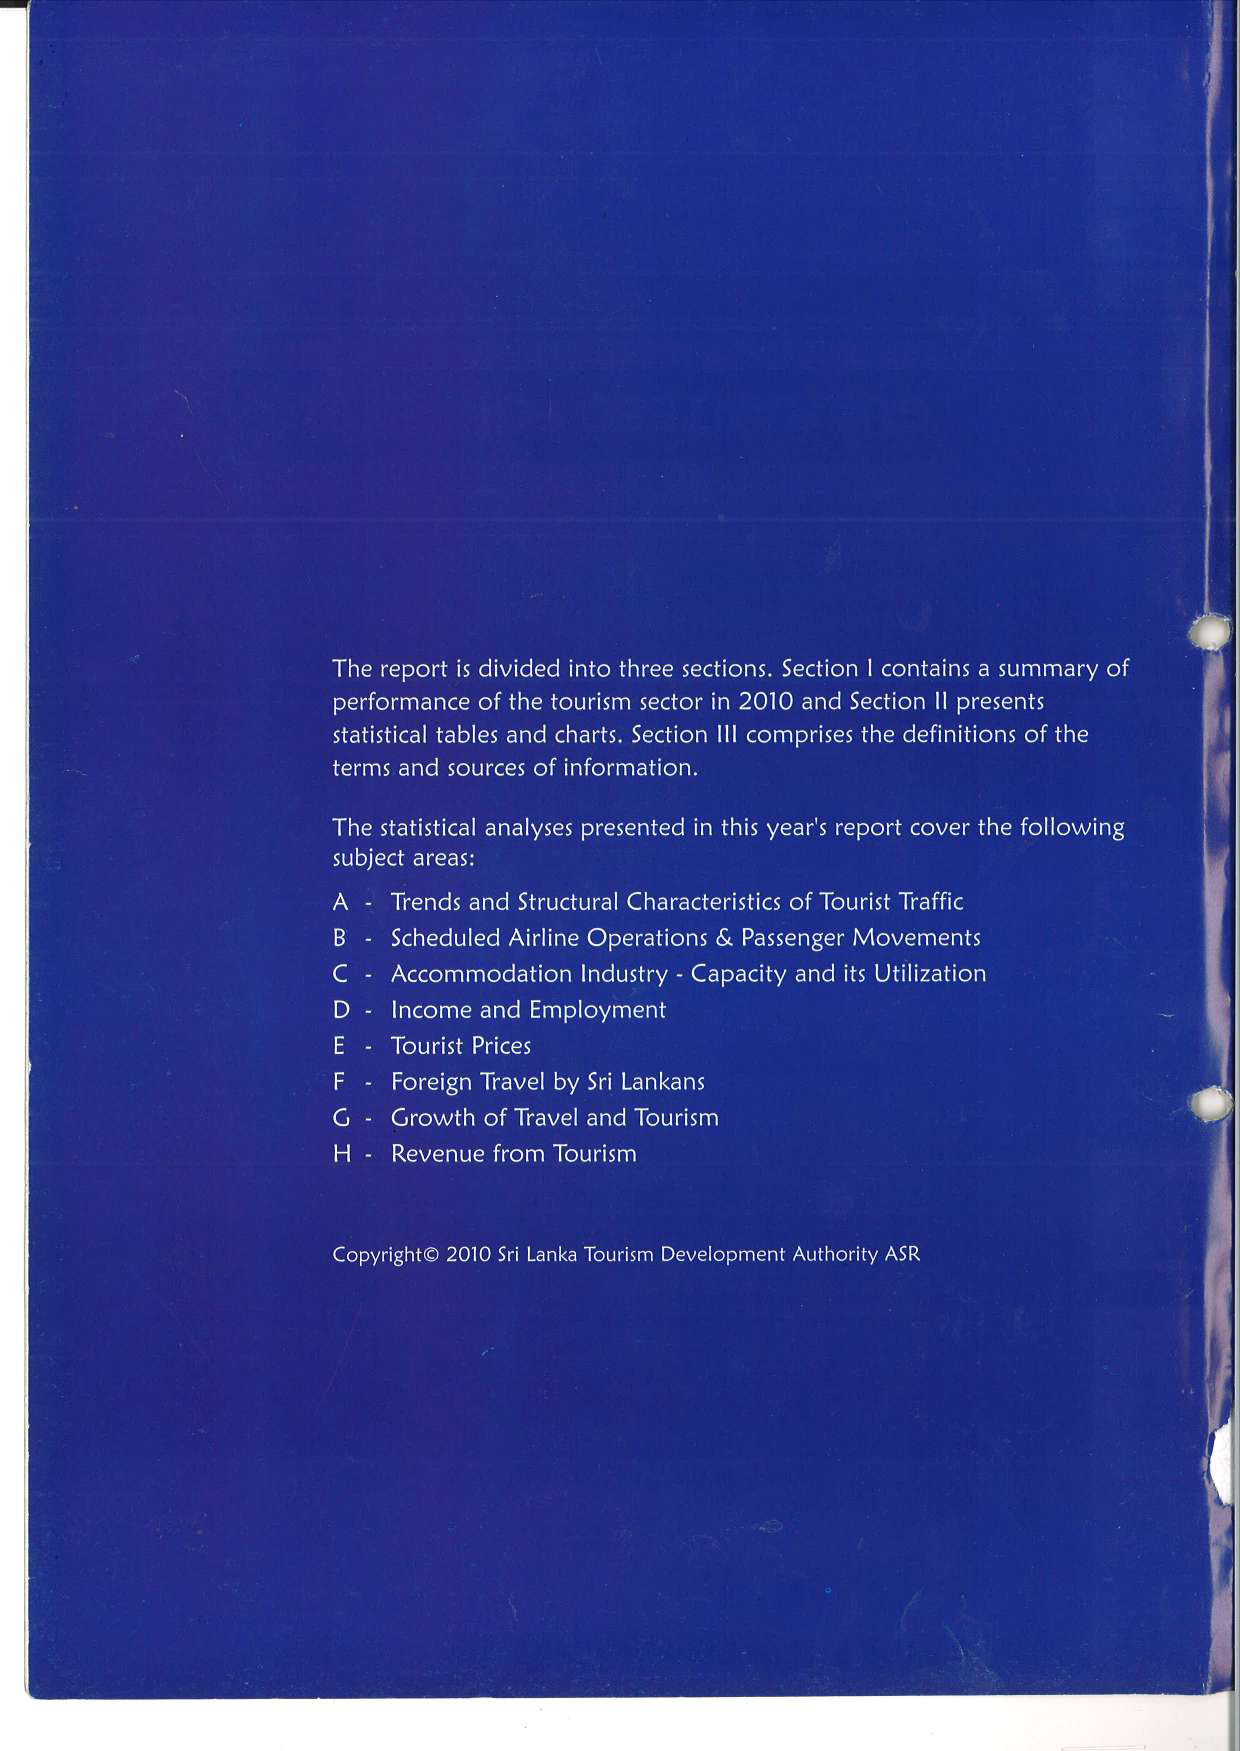 The report is divided into three sections. Section I contains a summary of
performance of the tourism sector in 2010 and Section II presents
statistical tables and charts. Section III comprises the definitions of the
terms and sources of information.
The statistical analyses presented in this year's report cover the following
subject areas:
A - Trends and Structural Characteristics of Tourist Traffic
B - Scheduled Airline Operations & Passenger Movements
C - Accommodation Industry - Capacity and its Utilization
D - Income and Employment
E - Tourist Prices
F - Foreign Travel by Sri Lankans
G - Growth of Travel and Tourism
H - Revenue from Tourism
Copyright© 2010 Sri Lanka Tourism Development Authority ASR